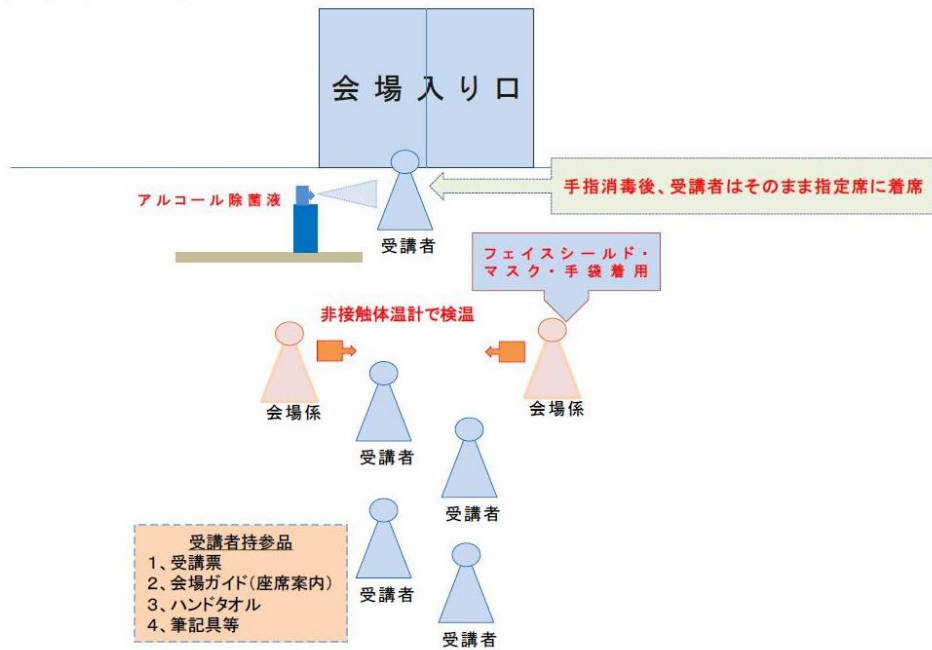 会場入り口
手指消毒後、受講者はそのまま指定席に着席
アルコール除菌液
受講者
フェイスシールド・
マスク・手袋着用
非接触体温計で検温
会場係
会場係
受講者
受講者
受講者
受講者
受講者持参品
1、受講票
2、会場ガイド(座席案内)
3、ハンドタオル
4、筆記具等